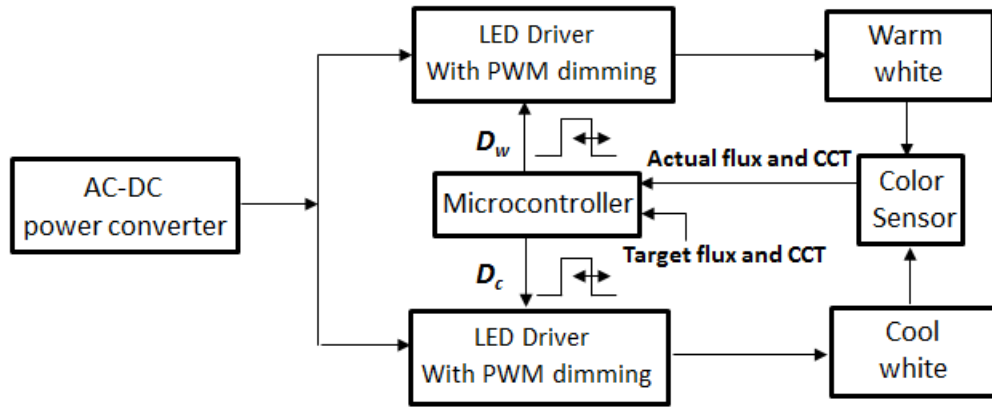 LED Driver
With PWM dimming
Warm
white
D_w
Actual flux and CCT
AC-DC
power converter
Microcontroller
Color
Sensor
Target flux and CCT
D_c
LED Driver
With PWM dimming
Cool
white